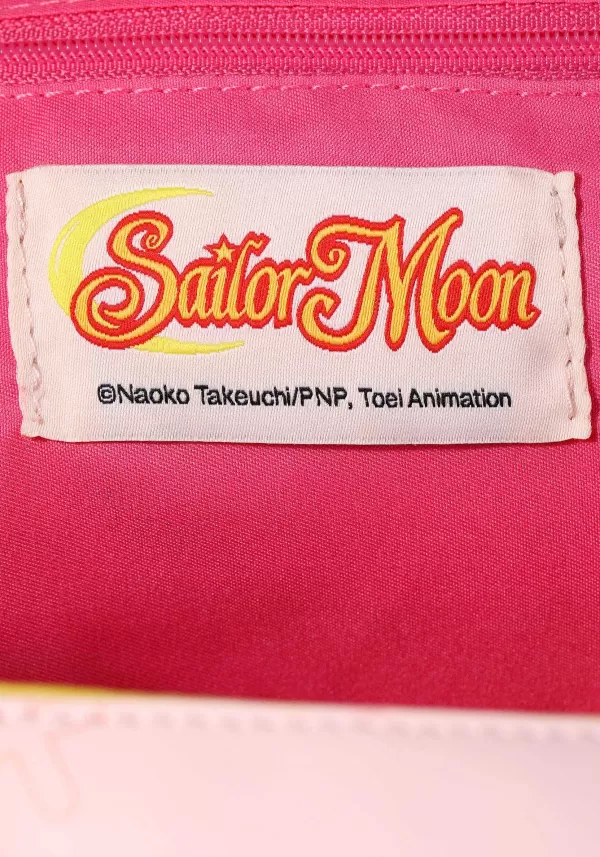 Sailor Moon
©Naoko Takeuchi/PNP, Toei Animation